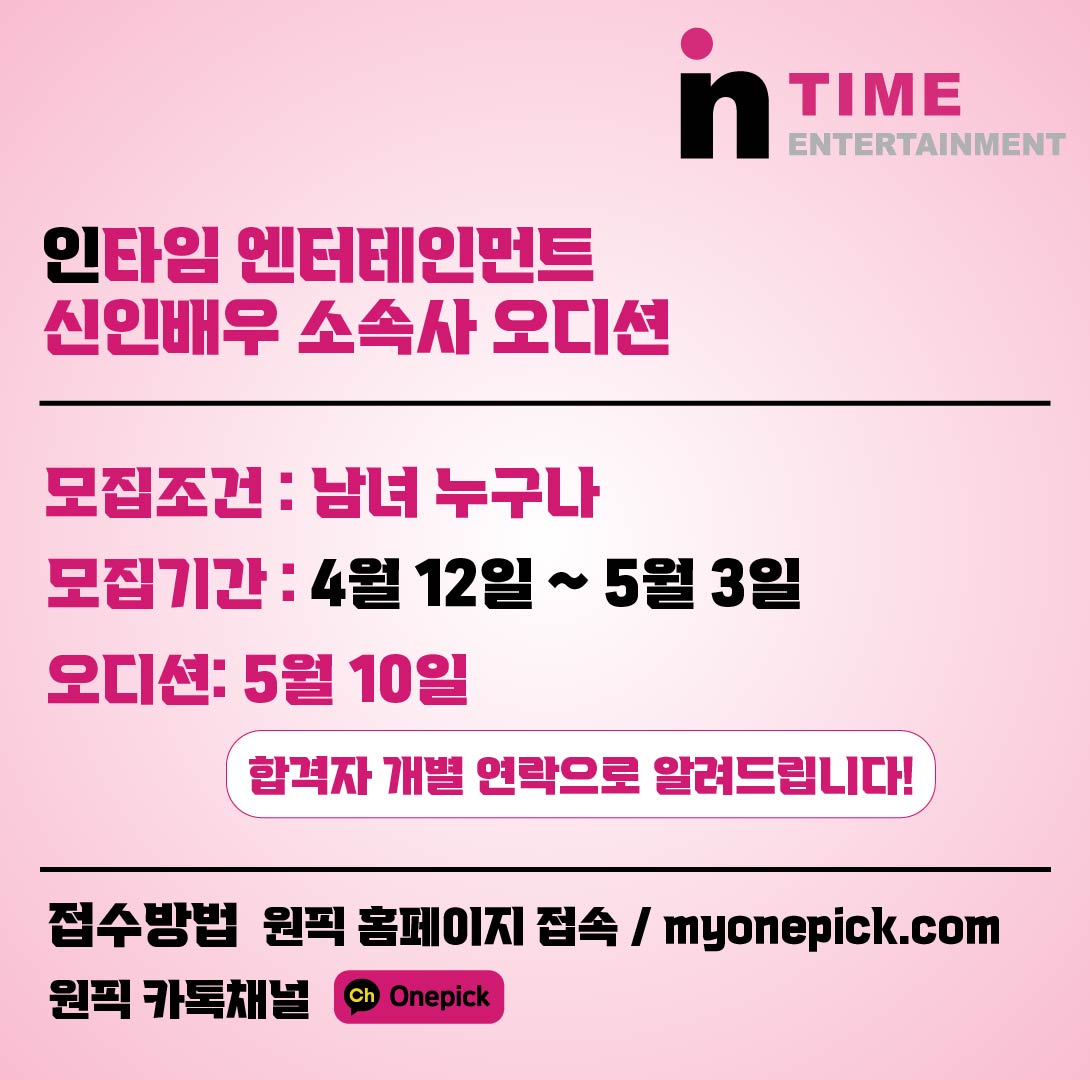 in TIME
ENTERTAINMENT
인타임 엔터테인먼트
신인배우 소속사 오디션
모집조건 : 남녀 누구나
모집기간 : 4월 12일 ~ 5월 3일
오디션: 5월 10일
합격자 개별 연락으로 알려드립니다!
접수방법 원픽 홈페이지 접속 / myonepick.com
원픽 카톡채널 Ch Onepick